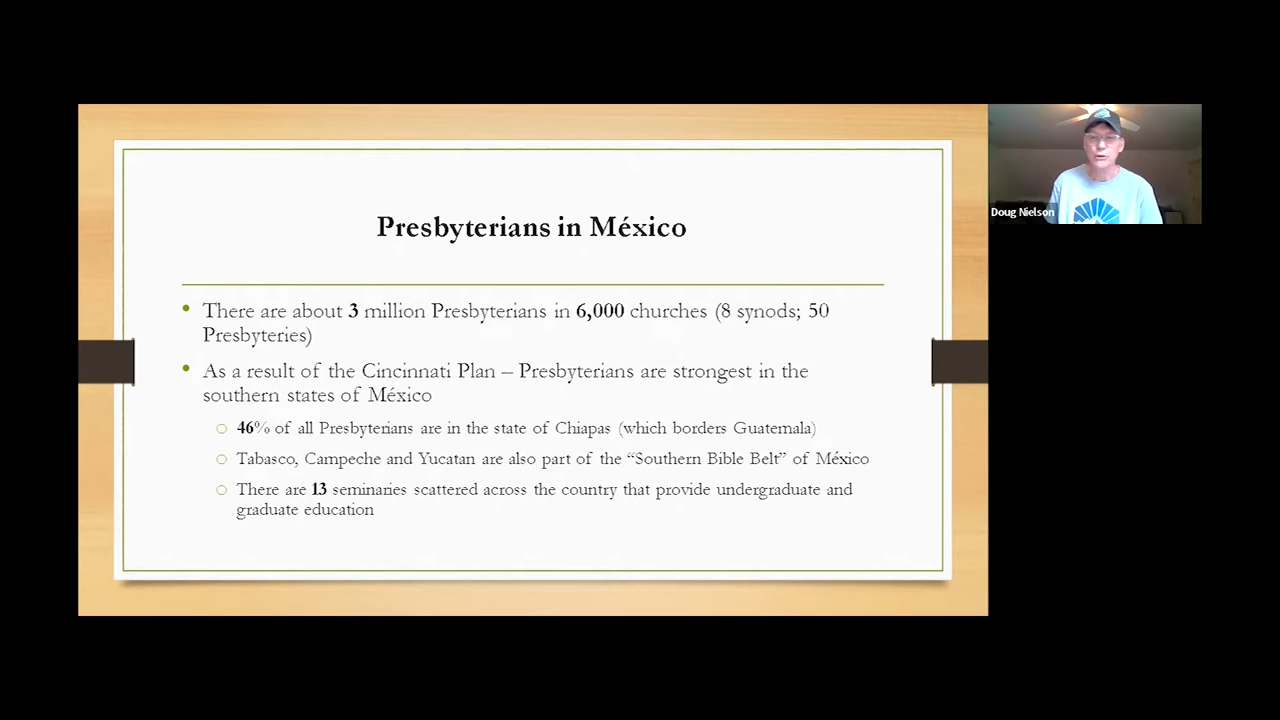 Presbyterians in México
• There are about 3 million Presbyterians in 6,000 churches (8 synods; 50
Presbyteries)
• As a result of the Cincinnati Plan – Presbyterians are strongest in the
southern states of México
○ 46% of all Presbyterians are in the state of Chiapas (which borders Guatemala)
○ Tabasco, Campeche and Yucatan are also part of the “Southern Bible Belt” of México
○ There are 13 seminaries scattered across the country that provide undergraduate and
graduate education
Doug Nielson